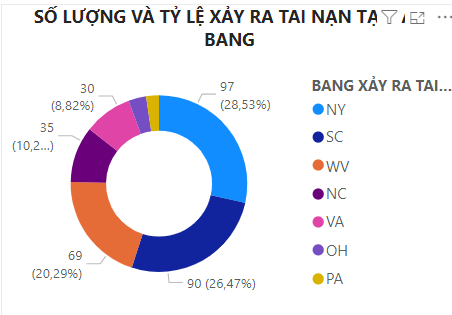 SỐ LƯỢNG VÀ TỶ LỆ XẢY RA TAI NẠN
BANG
30
(8,82%)
97
(28,53%)
35
(10,2...)
69
(20,29%)
90 (26,47%)
BANG XẢY RA TAI...
NY
SC
WV
NC
VA
OH
PA